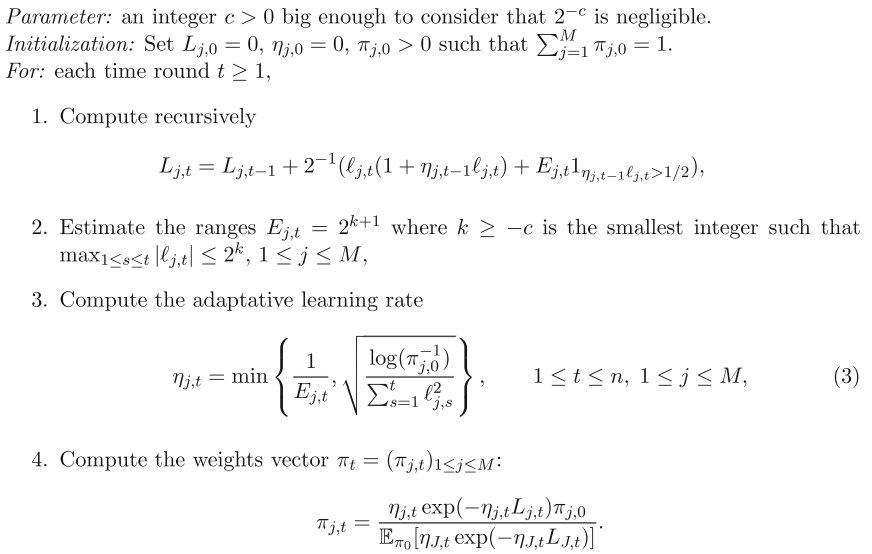 Parameter: an integer c > 0 big enough to consider that 2^{−c} is negligible.
Initialization: Set L_{j,0} = 0, η_{j,0} = 0, π_{j,0} > 0 such that ∑_{j=1}^{M} π_{j,0} = 1.
For: each time round t ≥ 1,
1. Compute recursively
L_{j,t} = L_{j,t−1} + 2^{−1}(ℓ_{j,t}(1 + η_{j,t−1}ℓ_{j,t}) + E_{j,t}1_{η_{j,t−1}ℓ_{j,t}>1/2}),
2. Estimate the ranges E_{j,t} = 2^{k+1} where k ≥ −c is the smallest integer such that
max_{1≤s≤t} |ℓ_{j,t}| ≤ 2^k, 1 ≤ j ≤ M,
3. Compute the adaptative learning rate
η_{j,t} = min { \frac{1}{E_{j,t}}, \sqrt{\frac{log(π_{j,0}^{−1})}{∑_{s=1}^{t} ℓ_{j,s}^2}} }, 1 ≤ t ≤ n, 1 ≤ j ≤ M, (3)
4. Compute the weights vector π_t = (π_{j,t})_{1≤j≤M}:
π_{j,t} = \frac{η_{j,t} exp(−η_{j,t}L_{j,t})π_{j,0}}{𝔼_{π_0}[η_{J,t} exp(−η_{J,t}L_{J,t})]}.